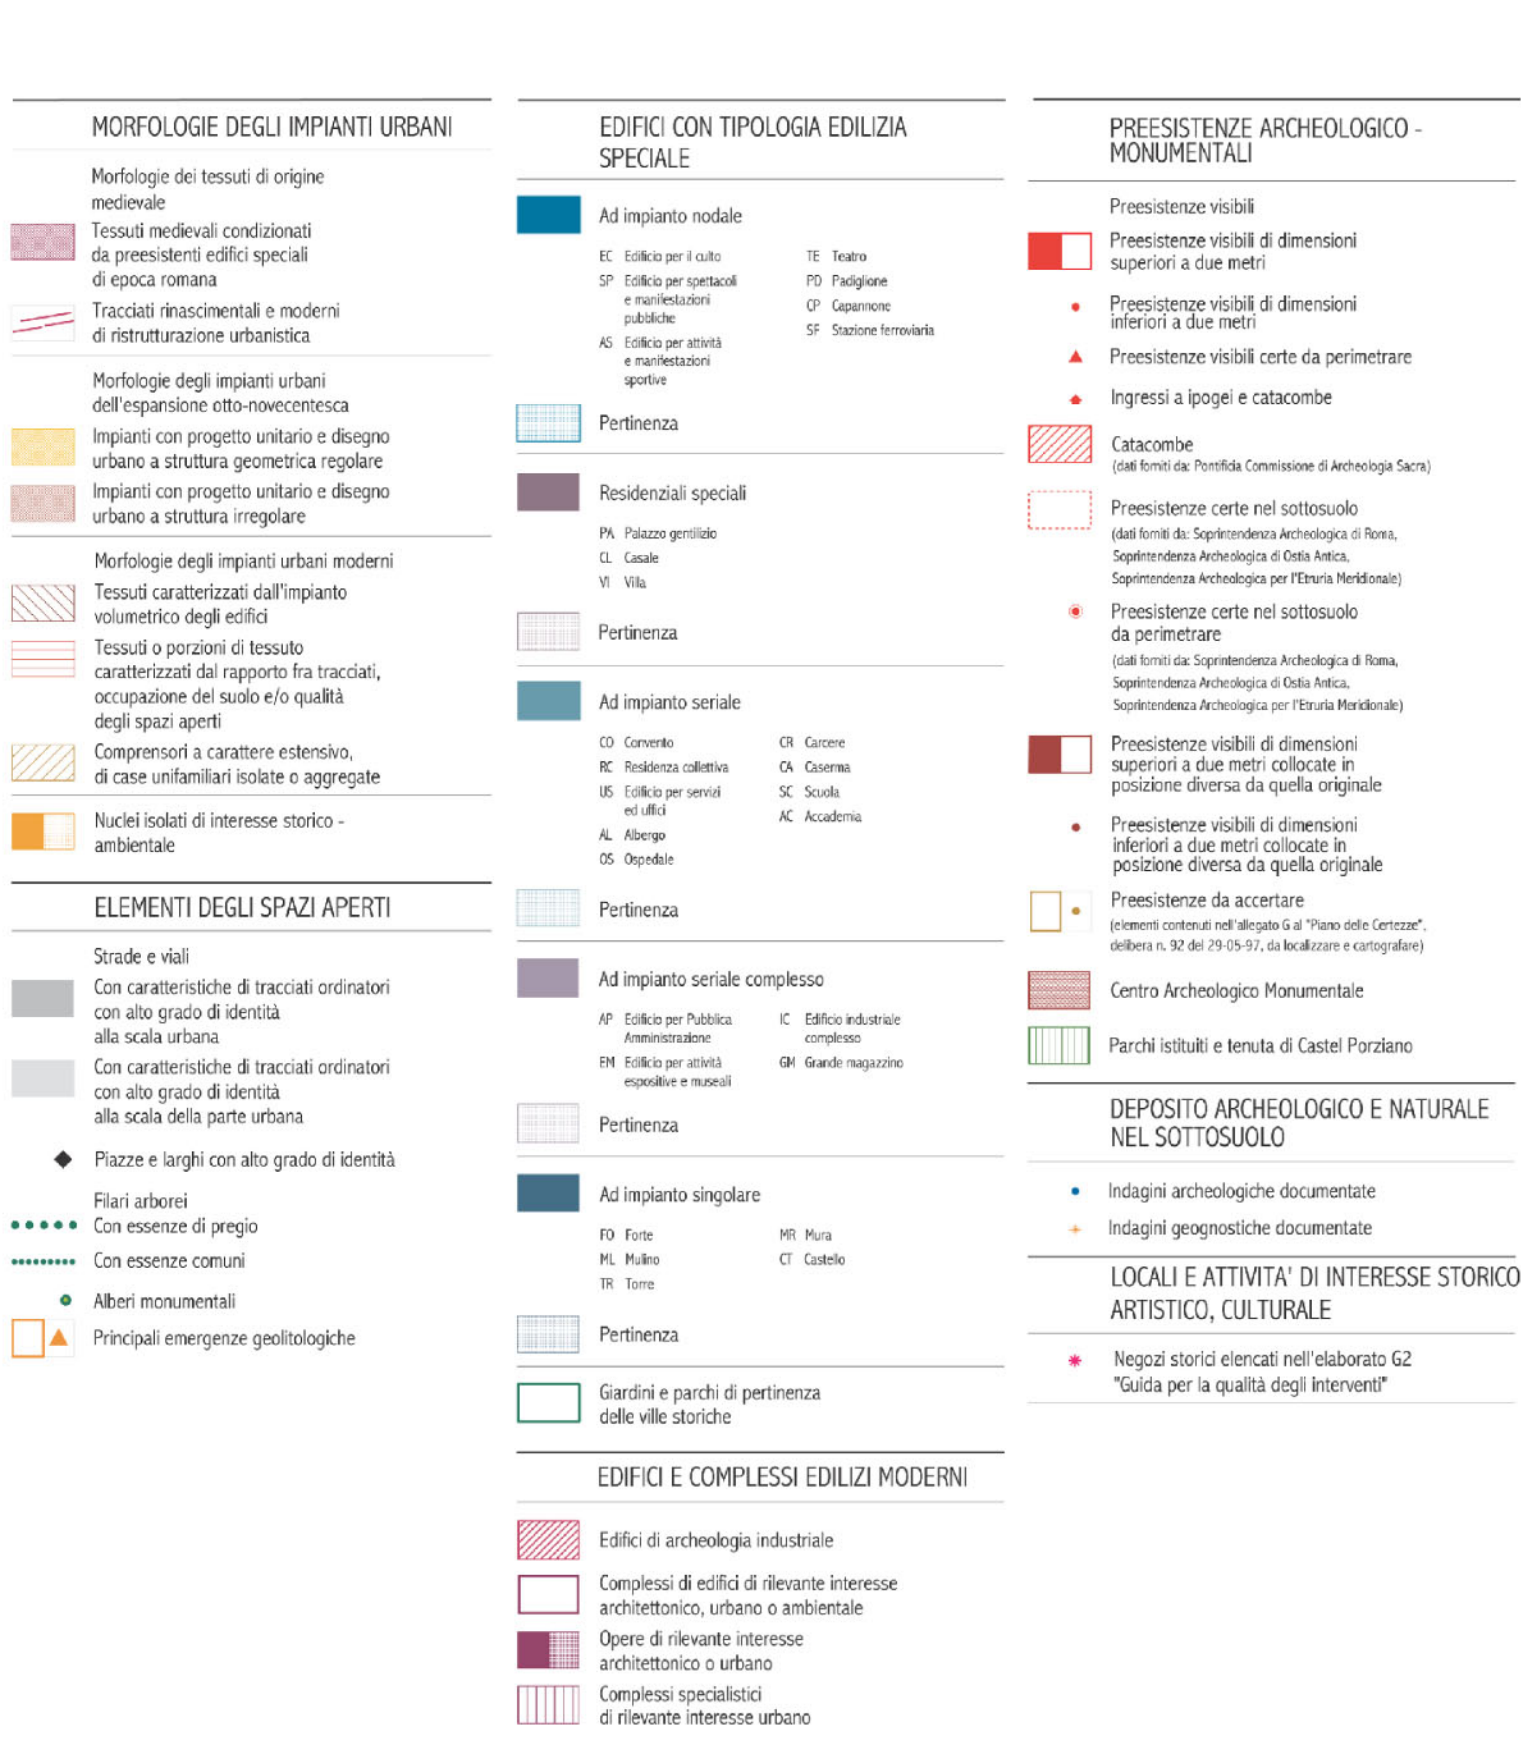 MORFOLOGIE DEGLI IMPIANTI URBANI
Morfologie dei tessuti di origine
medievale
Tessuti medievali condizionati
da preesistenti edifici speciali
di epoca romana
Tracciati rinascimentali e moderni
di ristrutturazione urbanistica
Morfologie degli impianti urbani
dell'espansione otto-novecentesca
Impianti con progetto unitario e disegno
urbano a struttura geometrica regolare
Impianti con progetto unitario e disegno
urbano a struttura irregolare
Morfologie degli impianti urbani moderni
Tessuti caratterizzati dall'impianto
volumetrico degli edifici
Tessuti o porzioni di tessuto
caratterizzati dal rapporto fra tracciati,
occupazione del suolo e/o qualità
degli spazi aperti
Comprensori a carattere estensivo,
di case unifamiliari isolate o aggregate
Nuclei isolati di interesse storico -
ambientale
ELEMENTI DEGLI SPAZI APERTI
Strade e viali
Con caratteristiche di tracciati ordinatori
con alto grado di identità
alla scala urbana
Con caratteristiche di tracciati ordinatori
con alto grado di identità
alla scala della parte urbana
Piazze e larghi con alto grado di identità
Filari arborei
Con essenze di pregio
Con essenze comuni
Alberi monumentali
Principali emergenze geolitologiche
EDIFICI CON TIPOLOGIA EDILIZIA
SPECIALE
Ad impianto nodale
EC Edificio per il culto
SP Edificio per spettacoli
e manifestazioni
pubbliche
AS Edificio per attività
e manifestazioni
sportive
TE Teatro
PD Padiglione
CP Capannone
SF Stazione ferroviaria
Pertinenza
Residenziali speciali
PA Palazzo gentilizio
CL Casale
VI Villa
Pertinenza
Ad impianto seriale
CO Convento
RC Residenza collettiva
US Edificio per servizi
ed uffici
AL Albergo
OS Ospedale
CR Carcere
CA Caserma
SC Scuola
AC Accademia
Pertinenza
Ad impianto seriale complesso
AP Edificio per Pubblica
Amministrazione
EM Edificio per attività
espositive e museali
IC Edificio industriale
complesso
GM Grande magazzino
Pertinenza
Ad impianto singolare
FO Forte
ML Mulino
TR Torre
MR Mura
CT Castello
Pertinenza
Giardini e parchi di pertinenza
delle ville storiche
EDIFICI E COMPLESSI EDILIZI MODERNI
Edifici di archeologia industriale
Complessi di edifici di rilevante interesse
architettonico, urbano o ambientale
Opere di rilevante interesse
architettonico o urbano
Complessi specialistici
di rilevante interesse urbano
PREESISTENZE ARCHEOLOGICO -
MONUMENTALI
Preesistenze visibili
Preesistenze visibili di dimensioni
superiori a due metri
Preesistenze visibili di dimensioni
inferiori a due metri
Preesistenze visibili certe da perimetrare
Ingressi a ipogei e catacombe
Catacombe
(dati forniti da: Pontificia Commissione di Archeologia Sacra)
Preesistenze certe nel sottosuolo
(dati forniti da: Soprintendenza Archeologica di Roma,
Soprintendenza Archeologica di Ostia Antica,
Soprintendenza Archeologica per l'Etruria Meridionale)
Preesistenze certe nel sottosuolo
da perimetrare
(dati forniti da: Soprintendenza Archeologica di Roma,
Soprintendenza Archeologica di Ostia Antica,
Soprintendenza Archeologica per l'Etruria Meridionale)
Preesistenze visibili di dimensioni
superiori a due metri collocate in
posizione diversa da quella originale
Preesistenze visibili di dimensioni
inferiori a due metri collocate in
posizione diversa da quella originale
Preesistenze da accertare
(elementi contenuti nell'allegato G al "Piano delle Certezze",
delibera n. 92 del 29-05-97, da localizzare e cartografare)
Centro Archeologico Monumentale
Parchi istituiti e tenuta di Castel Porziano
DEPOSITO ARCHEOLOGICO E NATURALE
NEL SOTTOSUOLO
Indagini archeologiche documentate
Indagini geognostiche documentate
LOCALI E ATTIVITA' DI INTERESSE STORICO
ARTISTICO, CULTURALE
Negozi storici elencati nell'elaborato G2
"Guida per la qualità degli interventi"